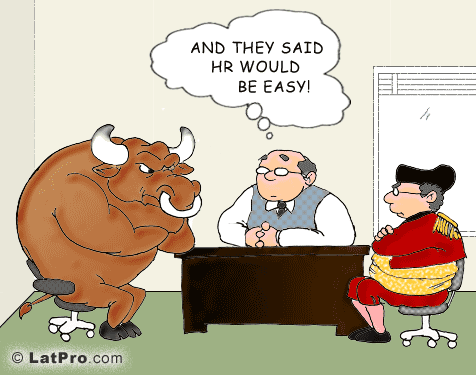 AND THEY SAID
HR WOULD
BE EASY!
© LatPro.com